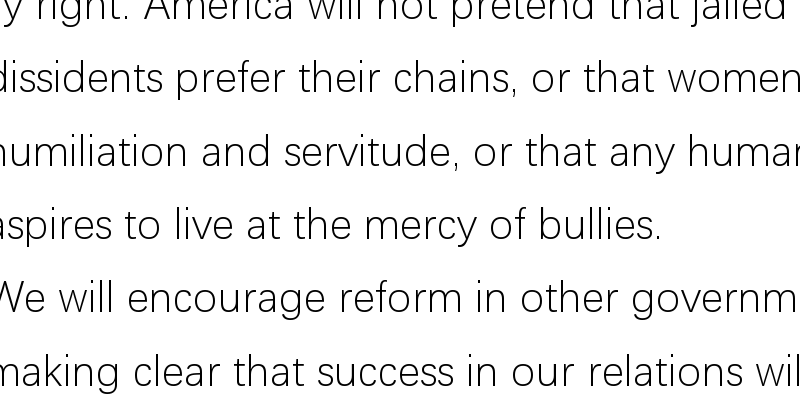 y right. America will not pretend that jailed
dissidents prefer their chains, or that women
humiliation and servitude, or that any human
aspires to live at the mercy of bullies.
We will encourage reform in other governm
making clear that success in our relations wil